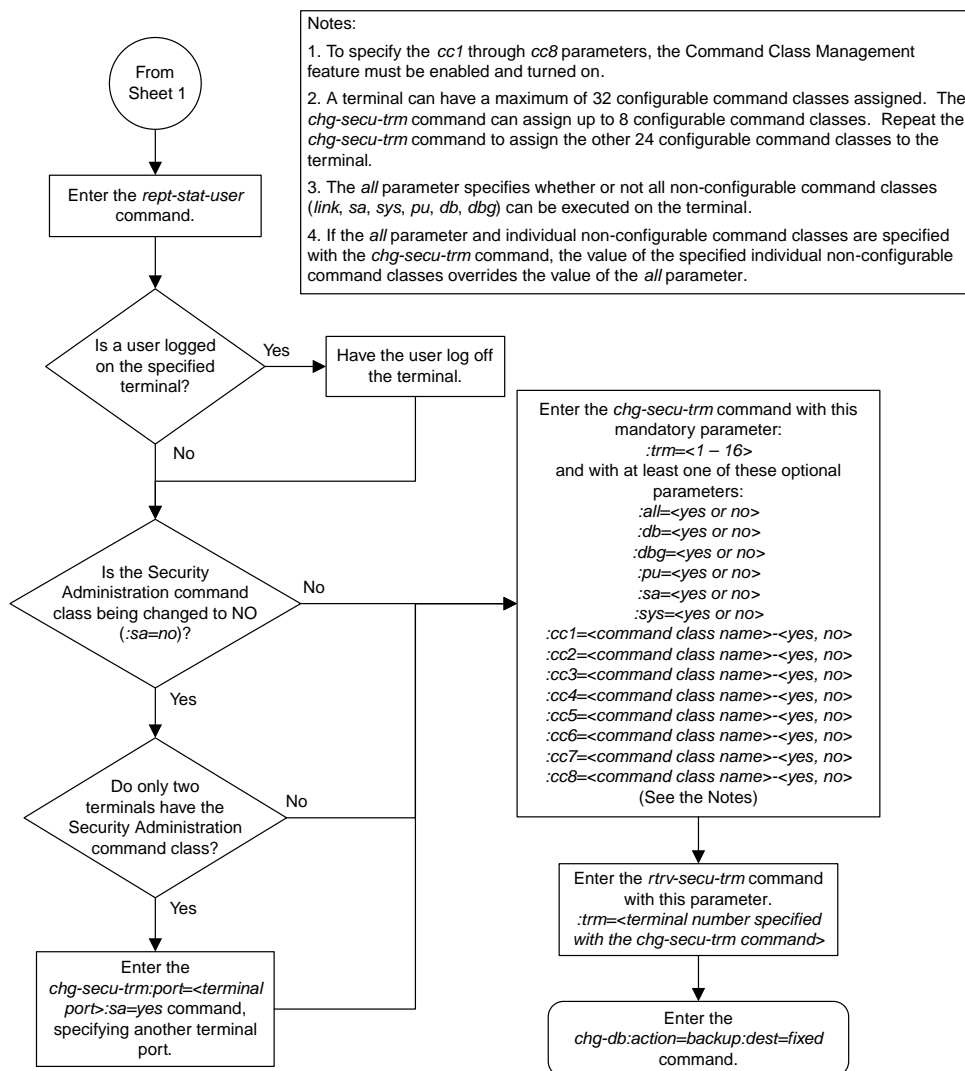 Notes:
1. To specify the cc1 through cc8 parameters, the Command Class Management
feature must be enabled and turned on.
2. A terminal can have a maximum of 32 configurable command classes assigned. The
chg-secu-trm command can assign up to 8 configurable command classes. Repeat the
chg-secu-trm command to assign the other 24 configurable command classes to the
terminal.
3. The all parameter specifies whether or not all non-configurable command classes
(link, sa, sys, pu, db, dbg) can be executed on the terminal.
4. If the all parameter and individual non-configurable command classes are specified
with the chg-secu-trm command, the value of the specified individual non-configurable
command classes overrides the value of the all parameter.
From
Sheet 1
Enter the rept-stat-user
command.
Is a user logged
on the specified
terminal?
Yes
Have the user log off
the terminal.
No
Is the Security
Administration command
class being changed to NO
(:sa=no)?
No
Yes
Do only two
terminals have the
Security Administration
command class?
No
Yes
Enter the
chg-secu-trm:port=<terminal
port>:sa=yes command,
specifying another terminal
port.
Enter the chg-secu-trm command with this
mandatory parameter:
:trm=<1 – 16>
and with at least one of these optional
parameters:
:all=<yes or no>
:db=<yes or no>
:dbg=<yes or no>
:pu=<yes or no>
:sa=<yes or no>
:sys=<yes or no>
:cc1=<command class name>-<yes, no>
:cc2=<command class name>-<yes, no>
:cc3=<command class name>-<yes, no>
:cc4=<command class name>-<yes, no>
:cc5=<command class name>-<yes, no>
:cc6=<command class name>-<yes, no>
:cc7=<command class name>-<yes, no>
:cc8=<command class name>-<yes, no>
(See the Notes)
Enter the rtrv-secu-trm command
with this parameter.
:trm=<terminal number specified
with the chg-secu-trm command>
Enter the
chg-db:action=backup:dest=fixed
command.